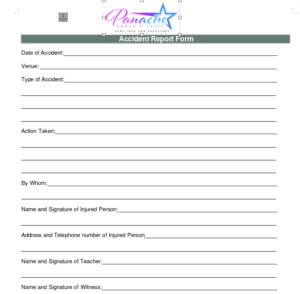 Panache
DANCE FITNESS
Accident Report Form
Date of Accident:
Venue:
Type of Accident:
Action Taken:
By Whom:
Name and Signature of Injured Person:
Address and Telephone number of Injured Person
Name and Signature of Teacher:
Name and Signature of Witness: